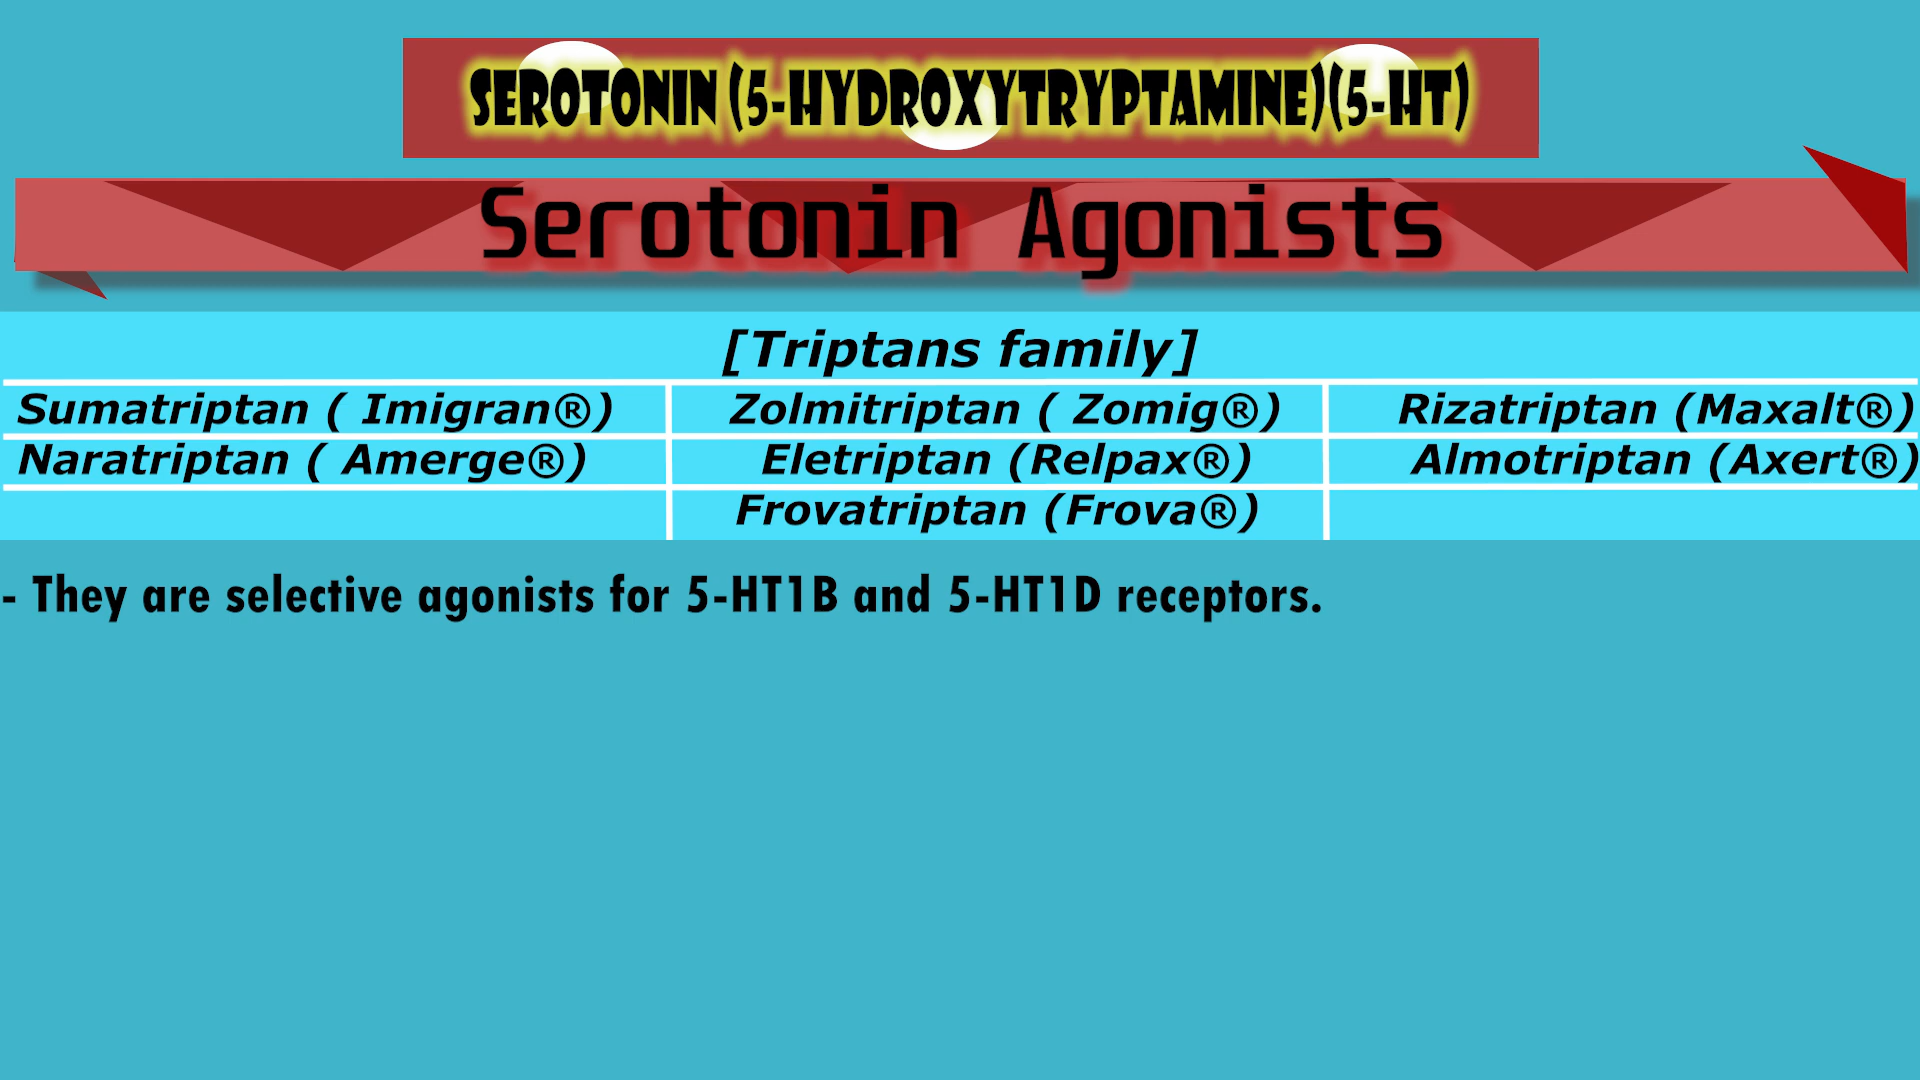 SEROTONIN (5-HYDROXYTRYPTAMINE)(5-HT)
Serotonin Agonists
[Triptans family]
Sumatriptan ( Imigran®) Zolmitriptan ( Zomig®) Rizatriptan (Maxalt®)
Naratriptan ( Amerge®) Eletriptan (Relpax®) Almotriptan (Axert®)
Frovatriptan (Frova®)
- They are selective agonists for 5-HT1B and 5-HT1D receptors.